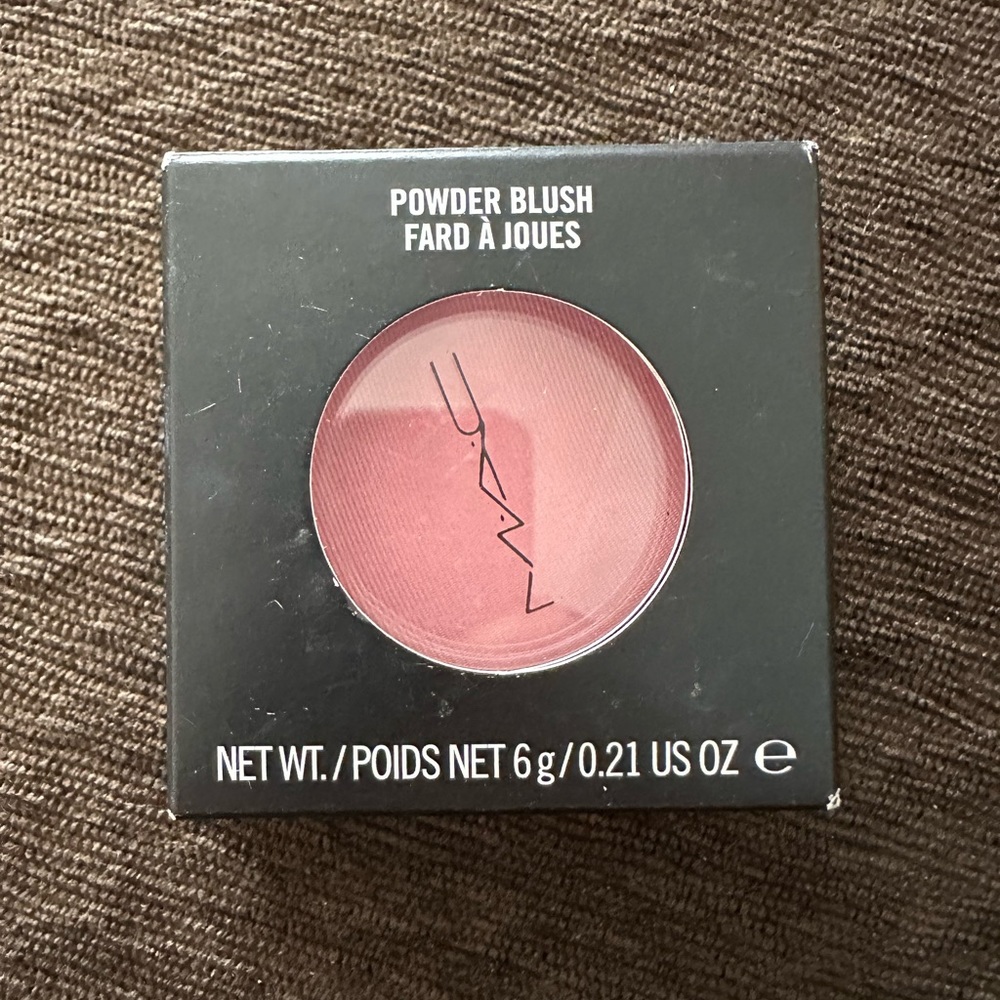 POWDER BLUSH
FARD À JOUES
M·A·C
NET WT. / POIDS NET 6 g / 0.21 US OZ ℮